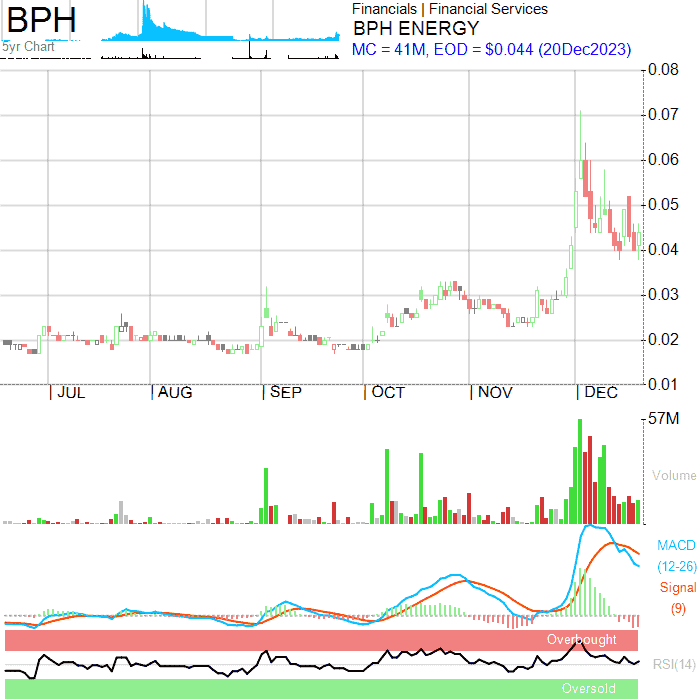 BPH
5yr Chart
Financials | Financial Services
BPH ENERGY
MC = 41M, EOD = $0.044 (20Dec2023)
0.08
0.07
0.06
0.05
0.04
0.03
0.02
0.01
JUL AUG SEP OCT NOV DEC
57M
Volume
MACD
(12-26)
Signal
(9)
Overbought
RSI(14)
Oversold